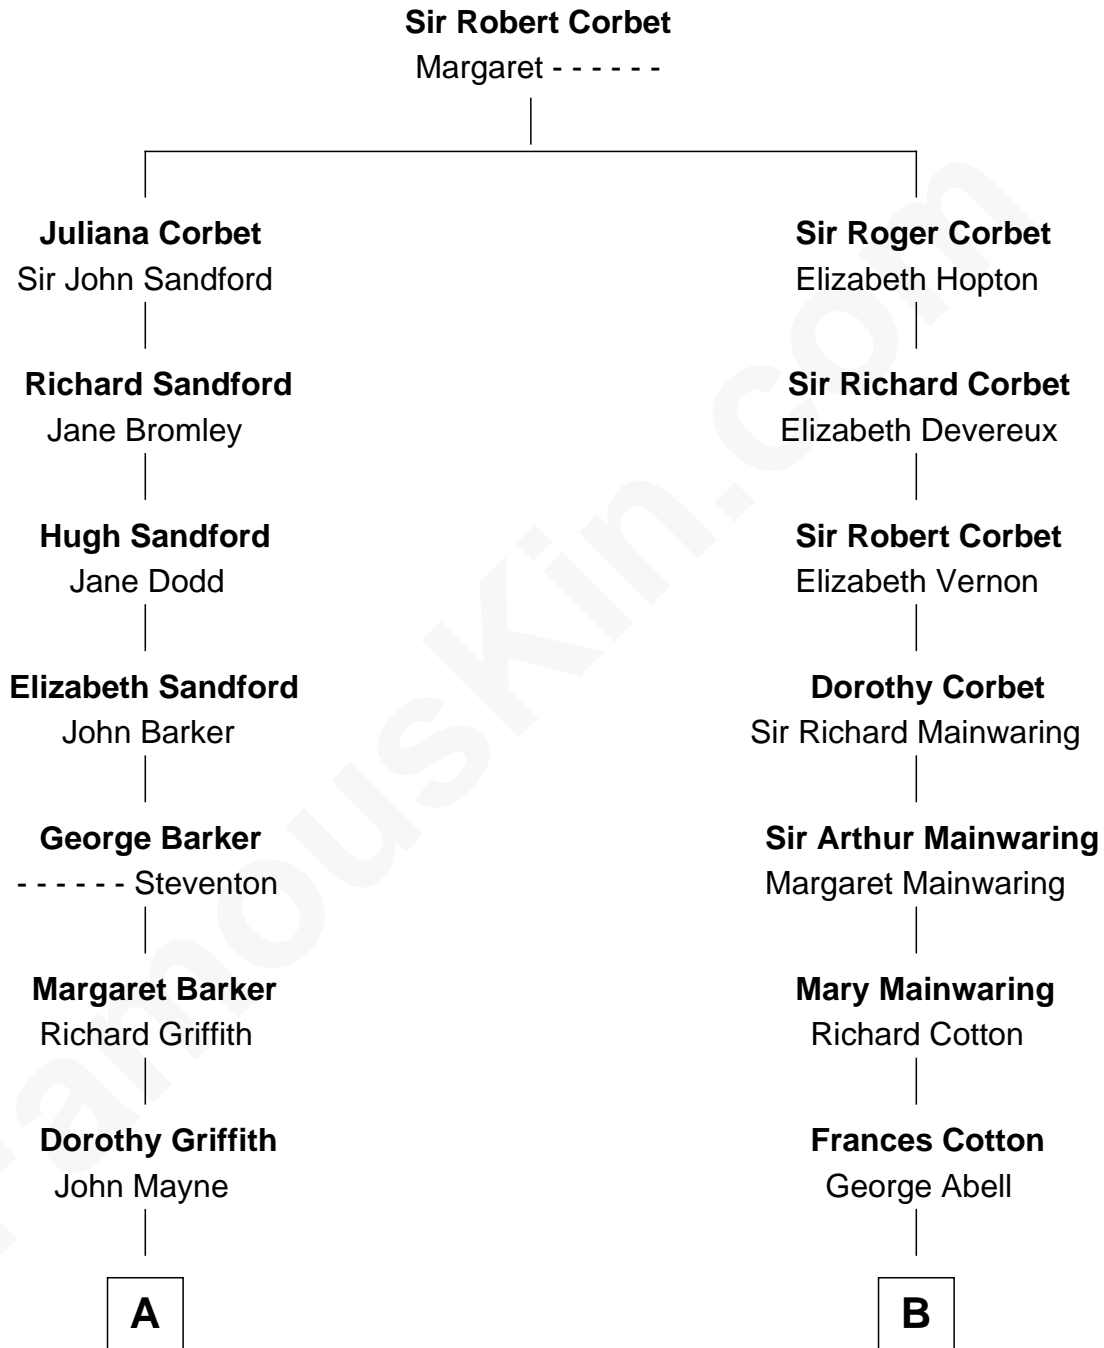 Sir Robert Corbet
Margaret - - - - - -
Juliana Corbet
Sir John Sandford
Sir Roger Corbet
Elizabeth Hopton
Richard Sandford
Jane Bromley
Sir Richard Corbet
Elizabeth Devereux
Hugh Sandford
Jane Dodd
Sir Robert Corbet
Elizabeth Vernon
Elizabeth Sandford
John Barker
Dorothy Corbet
Sir Richard Mainwaring
George Barker
- - - - - - Steventon
Sir Arthur Mainwaring
Margaret Mainwaring
Margaret Barker
Richard Griffith
Mary Mainwaring
Richard Cotton
Dorothy Griffith
John Mayne
Frances Cotton
George Abell
A
B
FamousKin.com